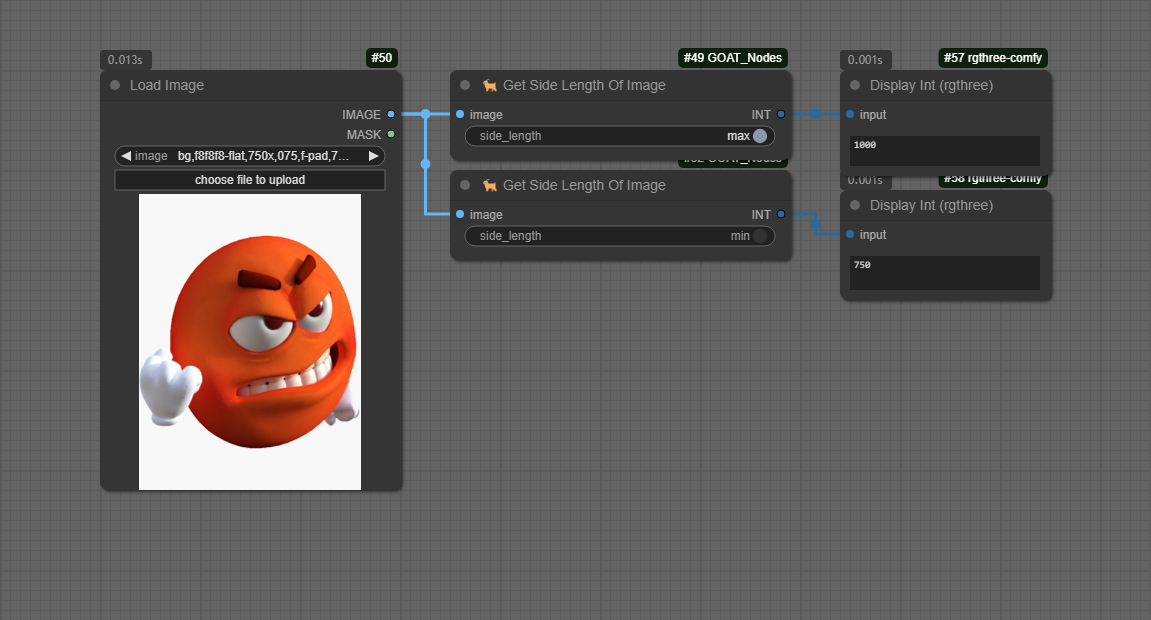 0.013s
#50
Load Image
IMAGE
MASK
image bg,f8f8f8-flat,750x,075,f-pad,7...
choose file to upload
#49 GOAT_Nodes
Get Side Length Of Image
image INT
side_length max
GOAT_Nodes
Get Side Length Of Image
image INT
side_length min
0.001s
#57 rgthree-comfy
Display Int (rgthree)
input
1000
0.001s
#58 rgthree-comfy
Display Int (rgthree)
input
750